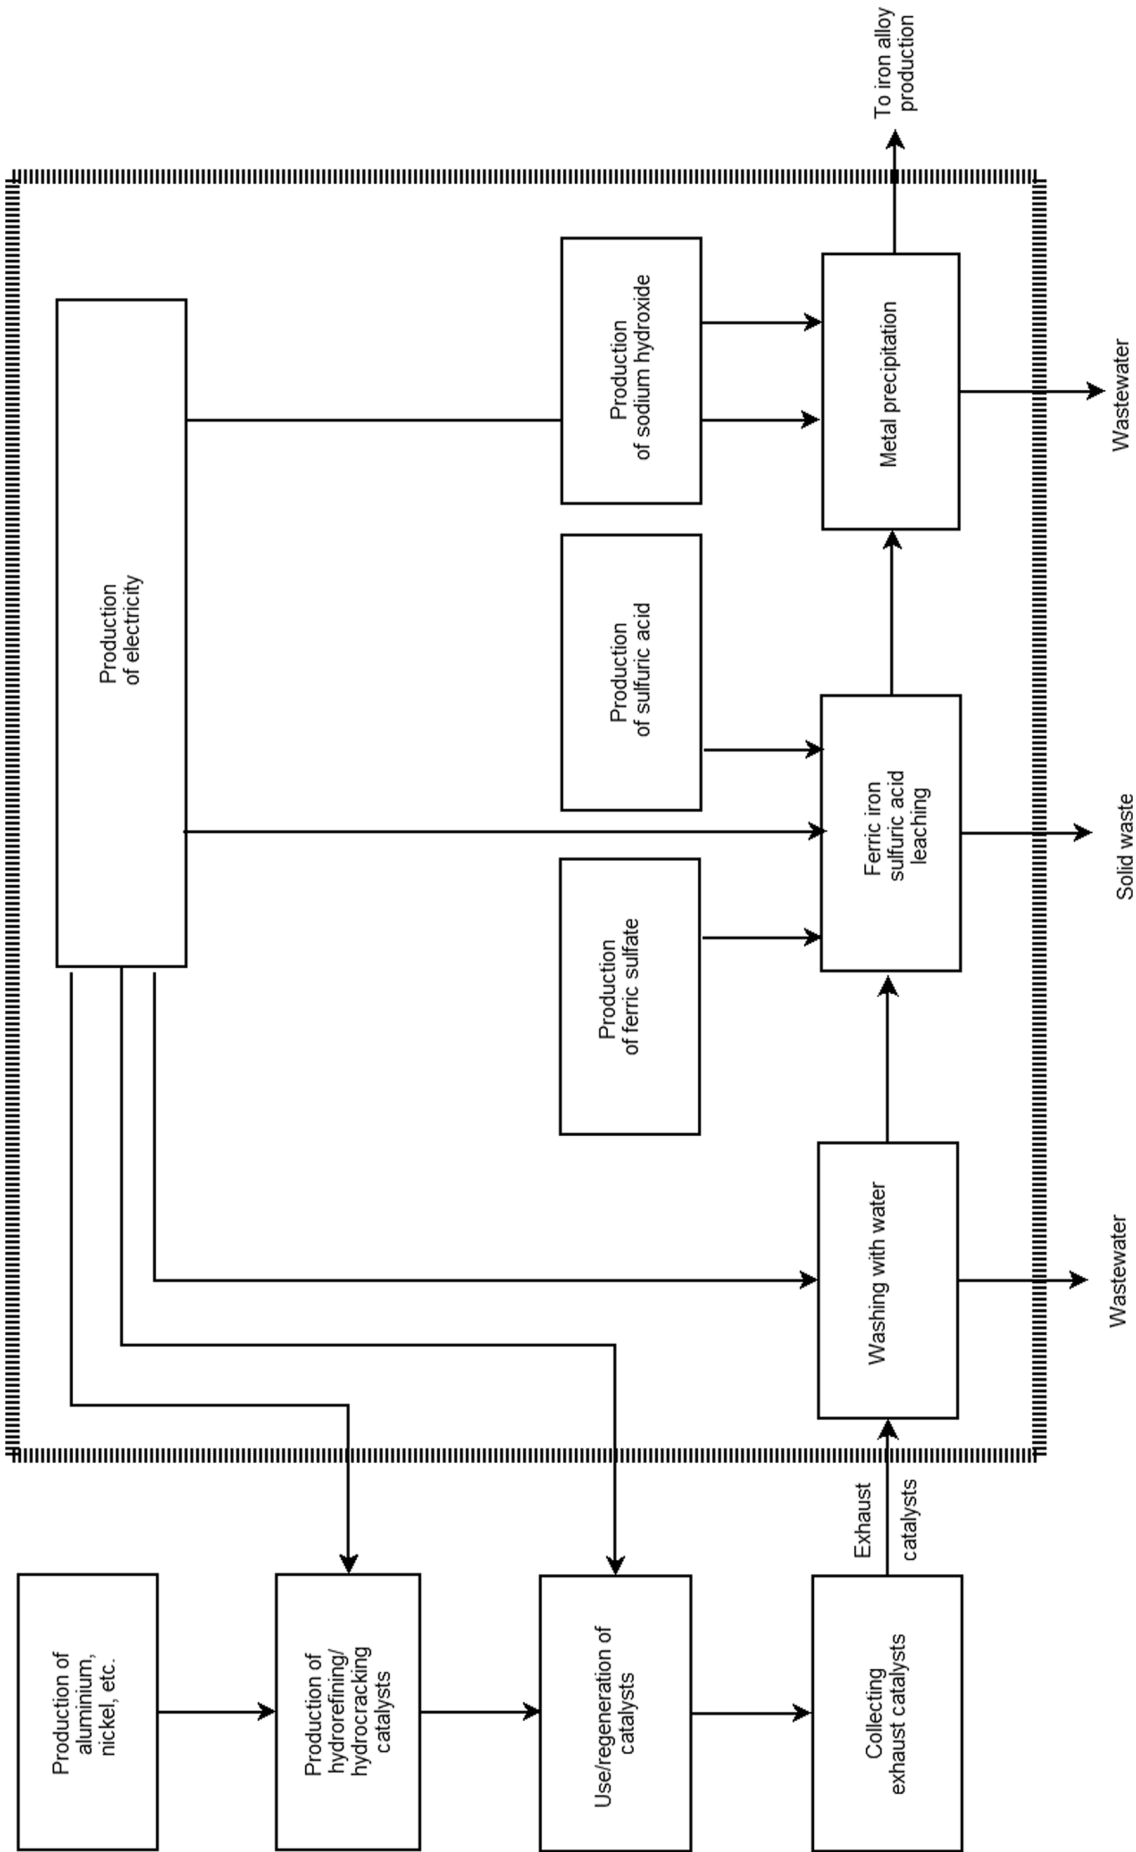 Production of
aluminium,
nickel, etc.
Production of
hydrorefining/
hydrocracking
catalysts
Use/regeneration of
catalysts
Collecting
exhaust catalysts
Exhaust
catalysts
Production
of electricity
Production
of ferric sulfate
Production
of sulfuric acid
Production
of sodium hydroxide
Washing with water
Ferric iron
sulfuric acid
leaching
Metal precipitation
To iron alloy
production
Wastewater
Solid waste
Wastewater